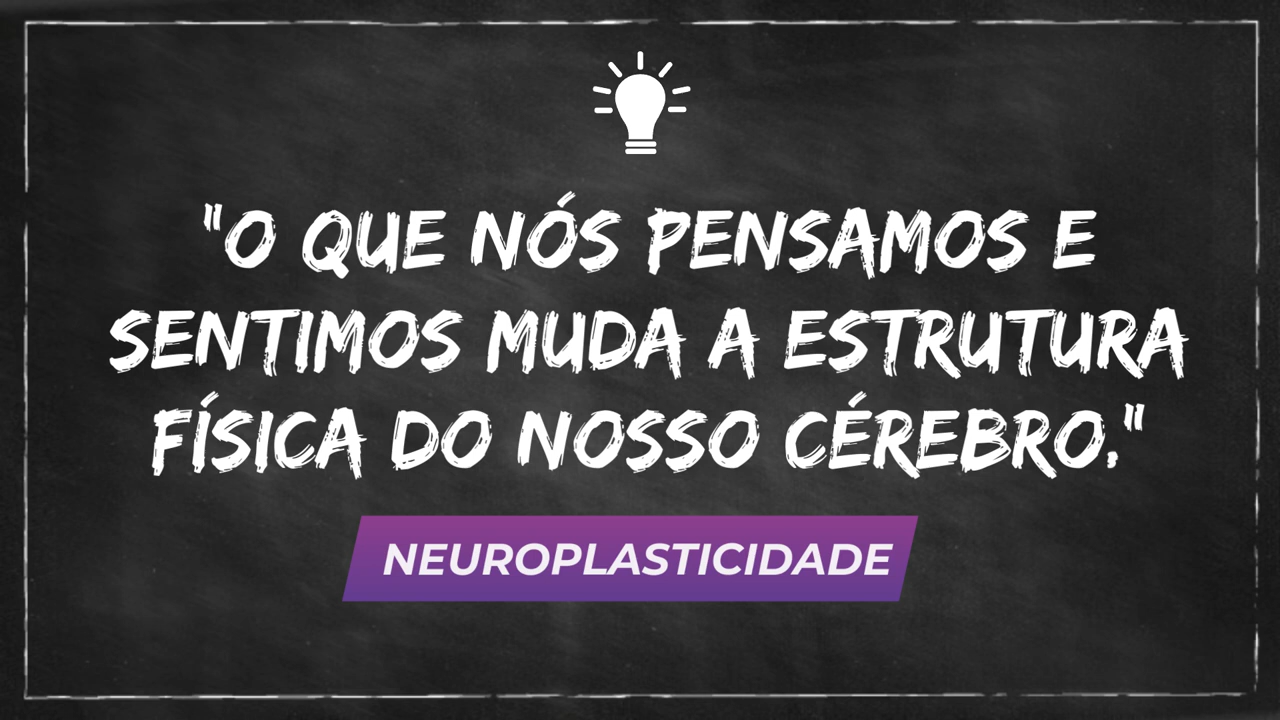 "O QUE NÓS PENSAMOS E
SENTIMOS MUDA A ESTRUTURA
FÍSICA DO NOSSO CÉREBRO."
NEUROPLASTICIDADE